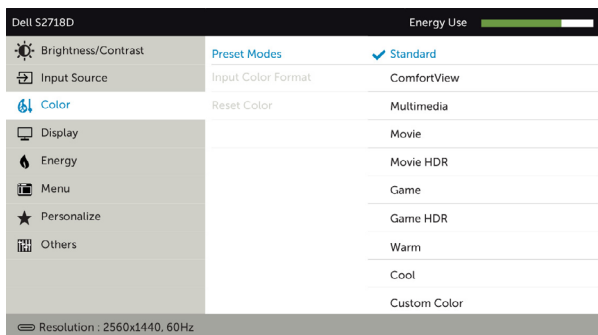 Dell S2718D
Energy Use
Brightness/Contrast
Input Source
Color
Display
Energy
Menu
Personalize
Others
Preset Modes
Input Color Format
Reset Color
Standard
ComfortView
Multimedia
Movie
Movie HDR
Game
Game HDR
Warm
Cool
Custom Color
Resolution : 2560x1440, 60Hz